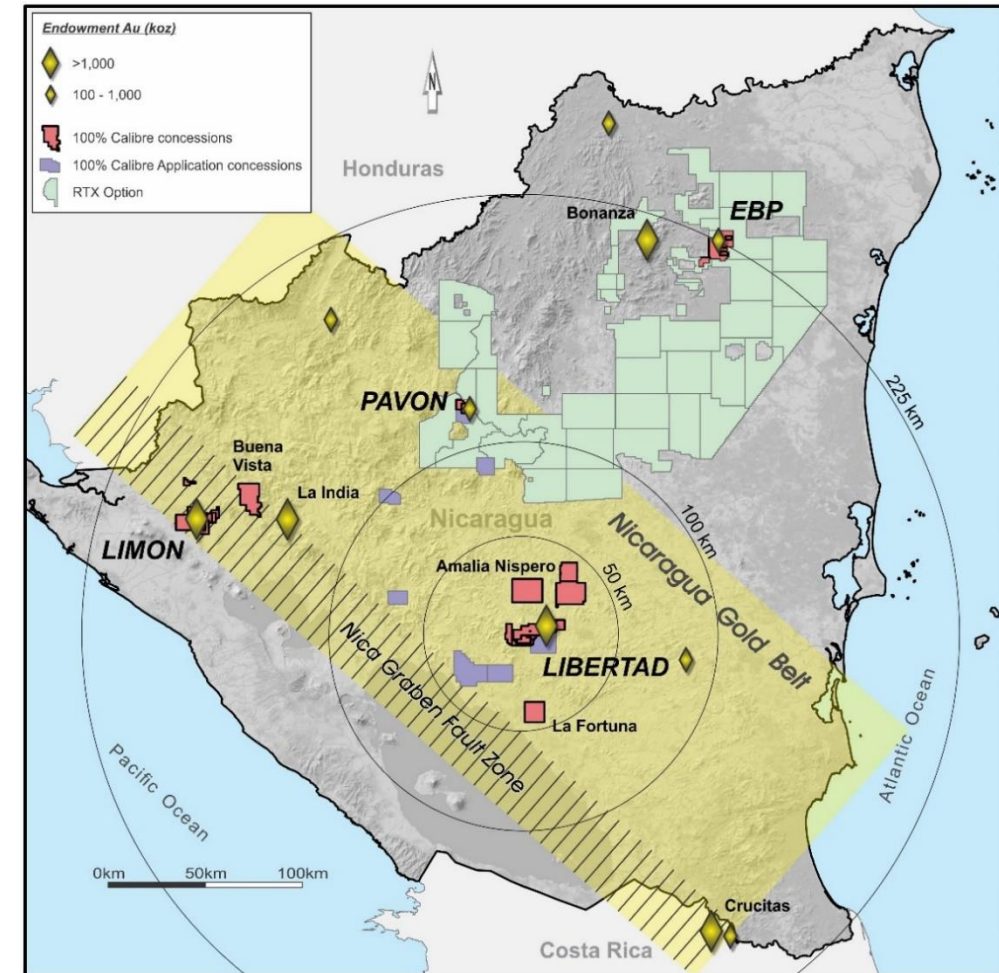 Endowment Au (koz)
>1,000
100 - 1,000
100% Calibre concessions
100% Calibre Application concessions
RTX Option
N
Honduras
Bonanza
EBP
225 km
PAVON
Buena
Vista
La India
LIMON
Nicaragua
100 km
Nicaragua Gold Belt
Amalia Nispero
50 km
LIBERTAD
La Fortuna
Nica Graben Fault Zone
Pacific Ocean
Atlantic Ocean
0km 50km 100km
Crucitas
Costa Rica